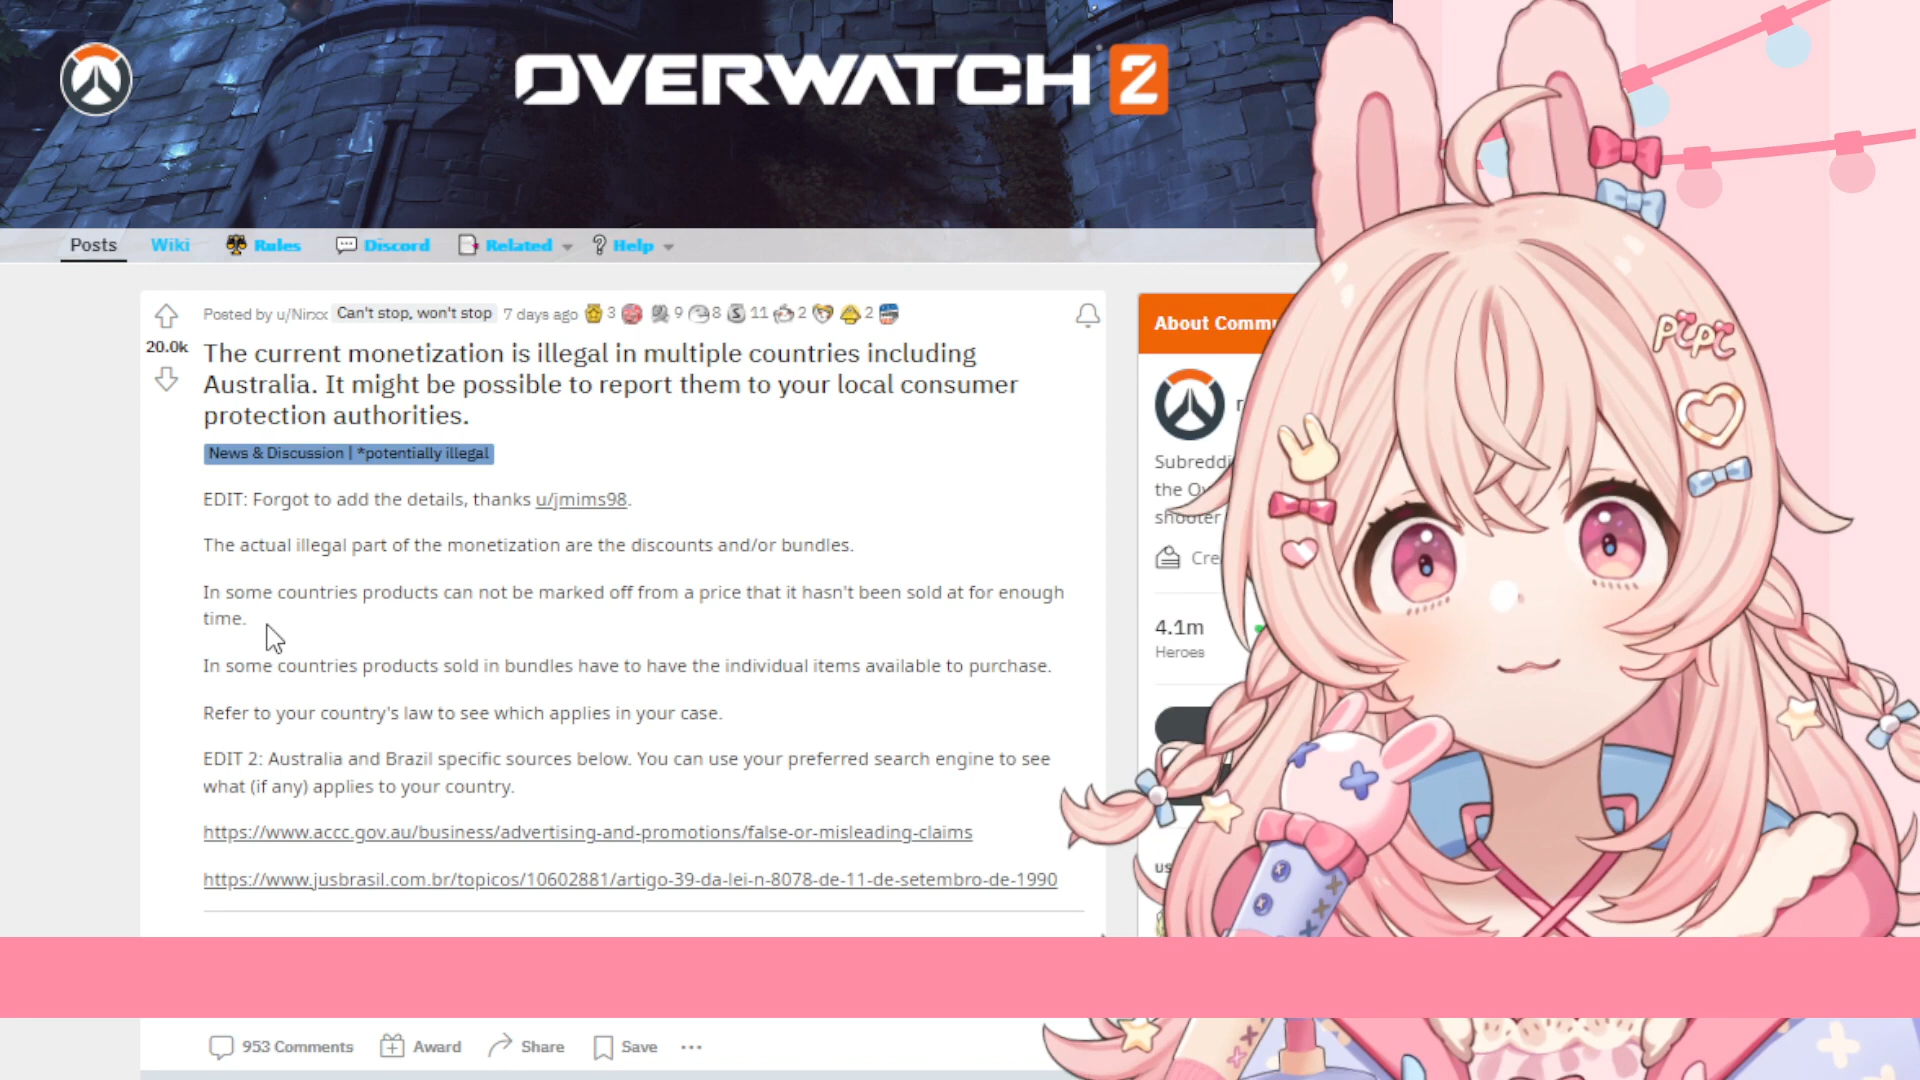 OVERWATCH 2
Posts Wiki Rules Discord Related Help
Posted by u/Ninxx Can't stop, won't stop 7 days ago 3 9 8 11 2 2
20.0k
The current monetization is illegal in multiple countries including
Australia. It might be possible to report them to your local consumer
protection authorities.
News & Discussion | *potentially illegal
EDIT: Forgot to add the details, thanks u/jmims98.
The actual illegal part of the monetization are the discounts and/or bundles.
In some countries products can not be marked off from a price that it hasn't been sold at for enough
time.
In some countries products sold in bundles have to have the individual items available to purchase.
Refer to your country's law to see which applies in your case.
EDIT 2: Australia and Brazil specific sources below. You can use your preferred search engine to see
what (if any) applies to your country.
https://www.accc.gov.au/business/advertising-and-promotions/false-or-misleading-claims
https://www.jusbrasil.com.br/topicos/10602881/artigo-39-da-lei-n-8078-de-11-de-setembro-de-1990
953 Comments Award Share Save
About Commu
Subreddi
the Ov
shooter
Cre
4.1m
Heroes
us
pipi